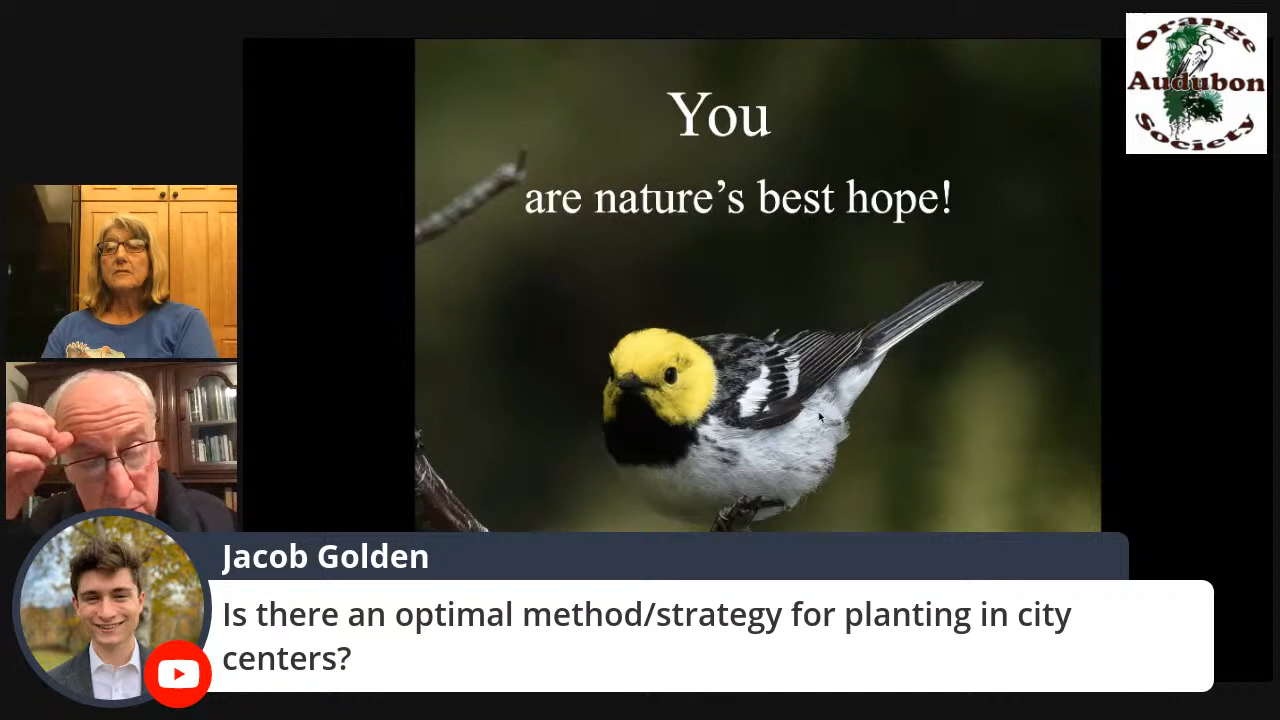 Orange
Audubon
Society
You
are nature's best hope!
Jacob Golden
Is there an optimal method/strategy for planting in city
centers?